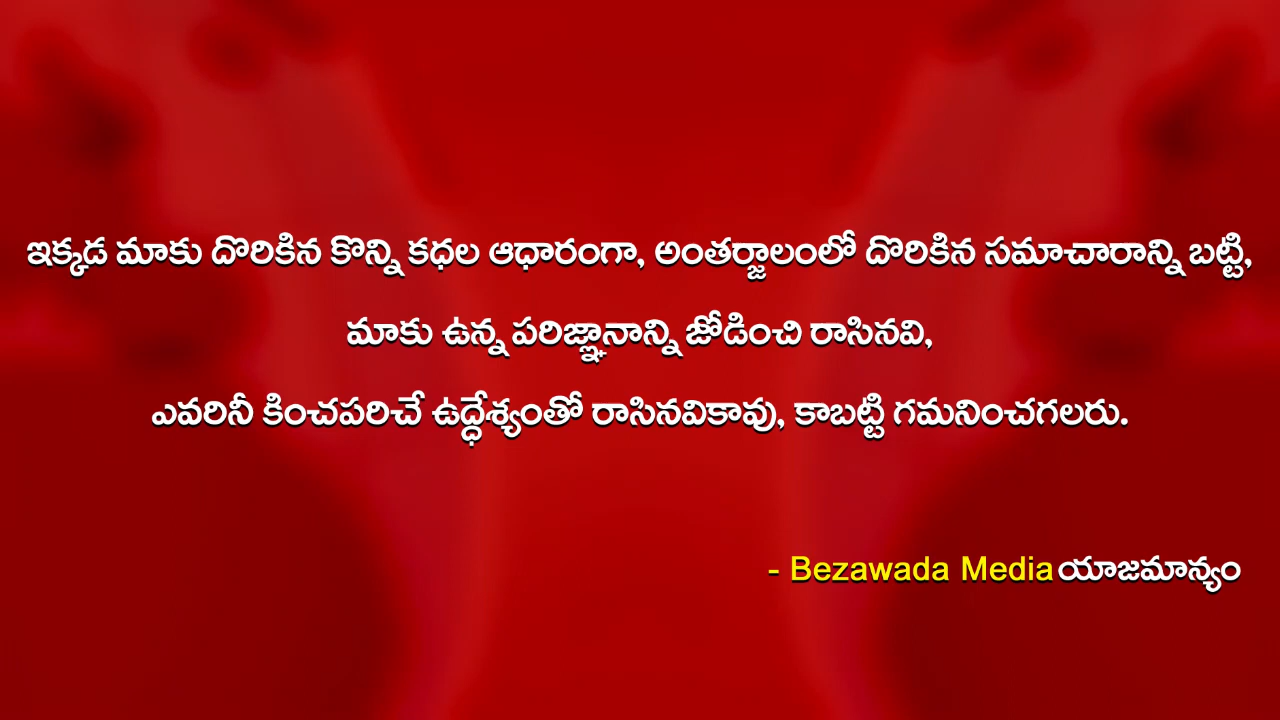 ఇక్కడ మాకు దొరికిన కొన్ని కధల ఆధారంగా, అంతర్జాలంలో దొరికిన సమాచారాన్ని బట్టి,
మాకు ఉన్న పరిజ్ఞానాన్ని జోడించి రాసినవి,
ఎవరినీ కించపరిచే ఉద్ధేశ్యంతో రాసినవికావు, కాబట్టి గమనించగలరు.
- Bezawada Media యాజమాన్యం